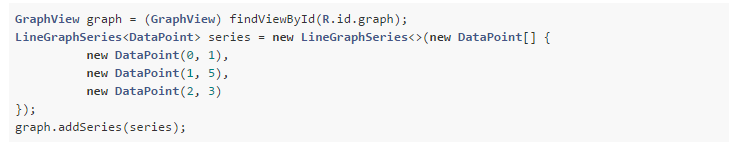 GraphView graph = (GraphView) findViewById(R.id.graph);
LineGraphSeries<DataPoint> series = new LineGraphSeries<>(new DataPoint[] {
          new DataPoint(0, 1),
          new DataPoint(1, 5),
          new DataPoint(2, 3)
});
graph.addSeries(series);